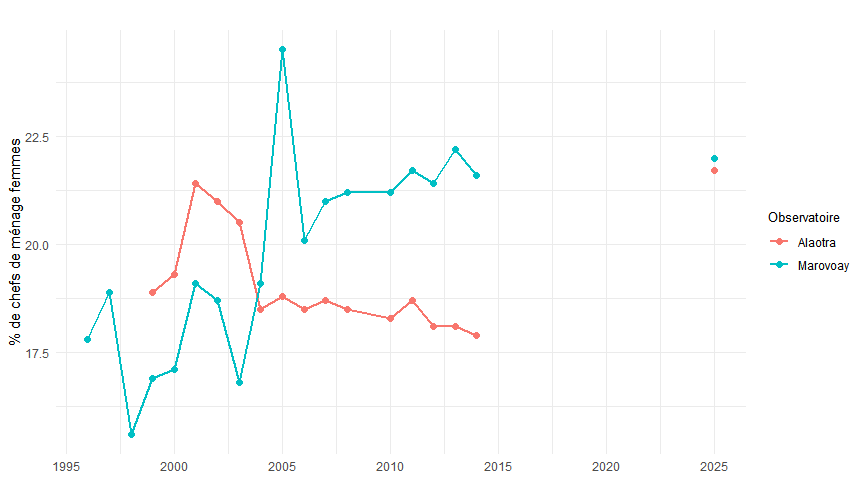 % de chefs de ménage femmes
22.5
20.0
17.5
1995 2000 2005 2010 2015 2020 2025
Observatoire
Alaotra
Marovoay